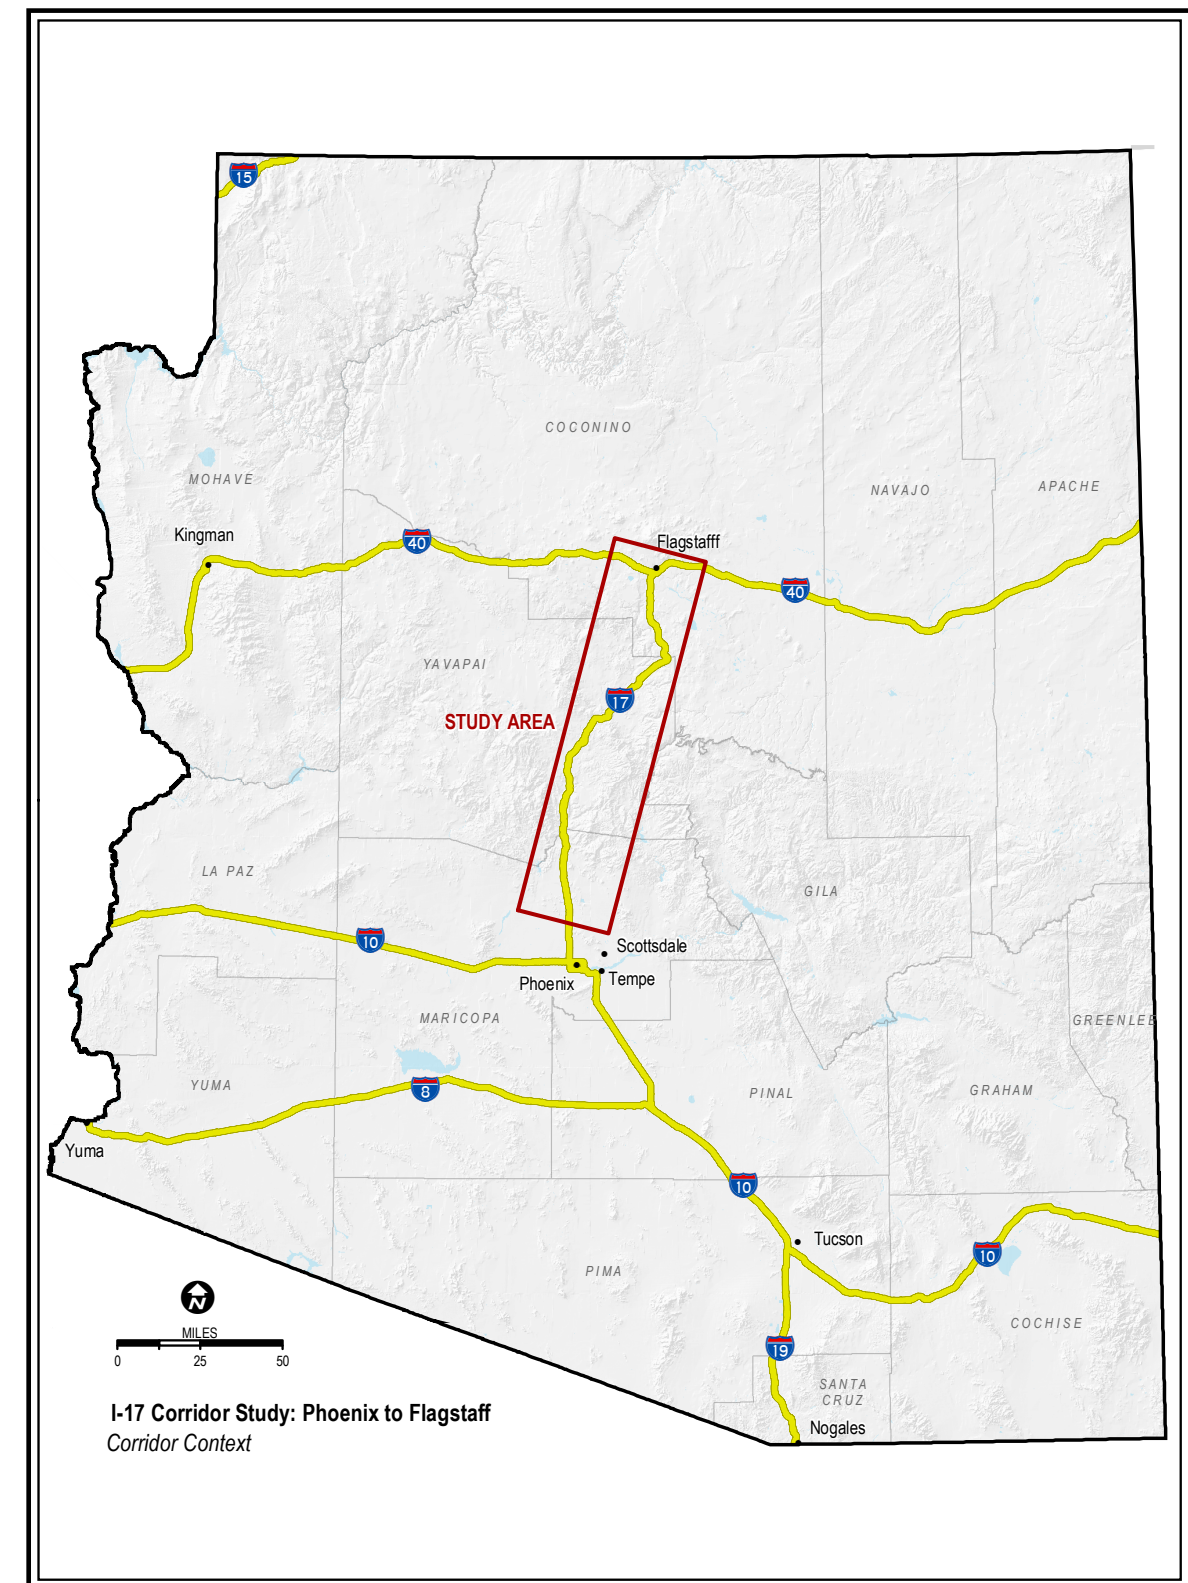 15
COCONINO
MOHAVE
NAVAJO
APACHE
Kingman
40
Flagstafff
40
YAVAPAI
17
STUDY AREA
LA PAZ
GILA
10
Scottsdale
Phoenix
Tempe
MARICOPA
GREENLEE
YUMA
8
PINAL
GRAHAM
Yuma
10
Tucson
10
PIMA
N
MILES
0 25 50
COCHISE
19
SANTA
CRUZ
I-17 Corridor Study: Phoenix to Flagstaff
Nogales
Corridor Context